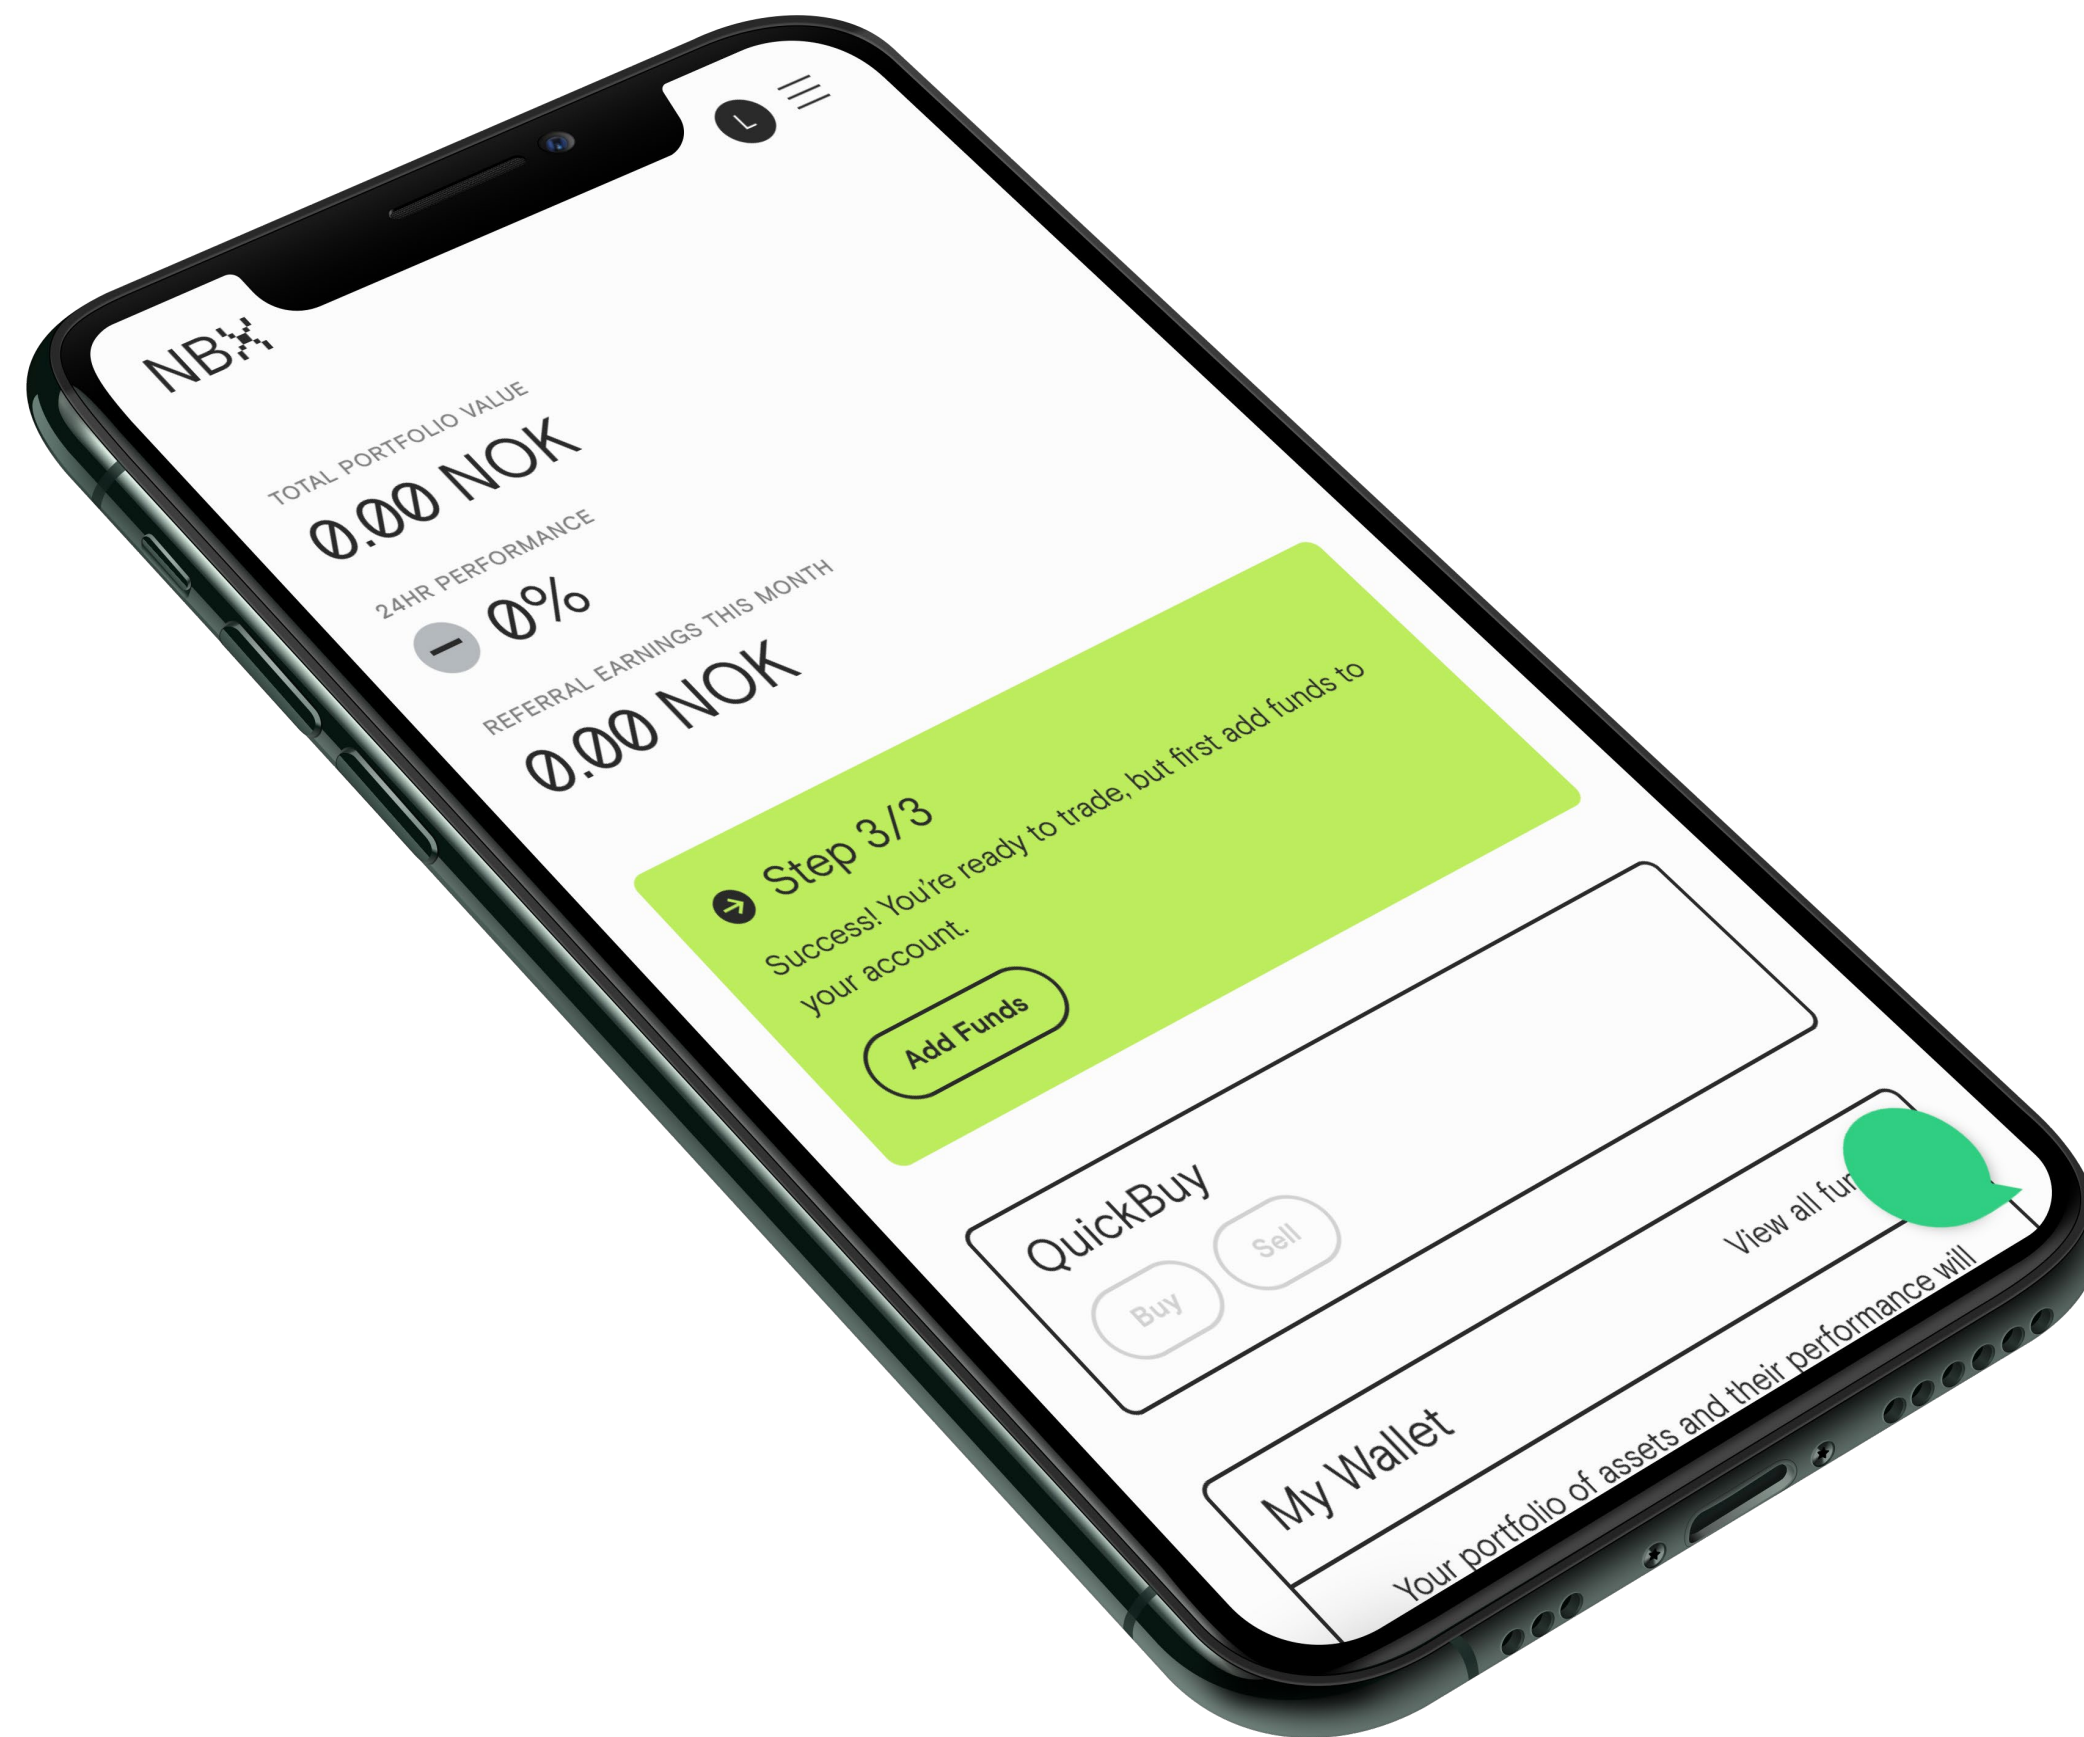 L
NBX
TOTAL PORTFOLIO VALUE
0.00 NOK
24HR PERFORMANCE
0%
REFERRAL EARNINGS THIS MONTH
0.00 NOK
Step 3/3
Success! You're ready to trade, but first add funds to
your account.
Add Funds
QuickBuy
Buy Sell
My Wallet
View all fun
Your portfolio of assets and their performance will